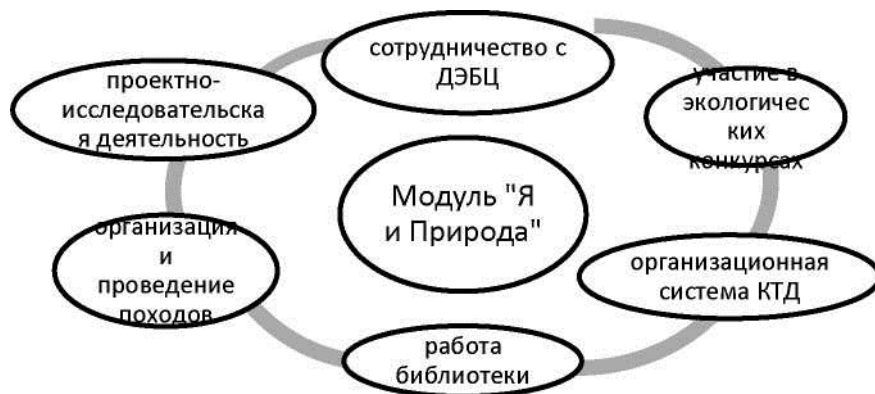 сотрудничество с
ДЭБЦ
участие в
экологичес
ких
конкурсах
организационная
система КТД
работа
библиотеки
организация
и
проведение
походов
проектно-
исследовательска
я деятельность
Модуль "Я
и Природа"